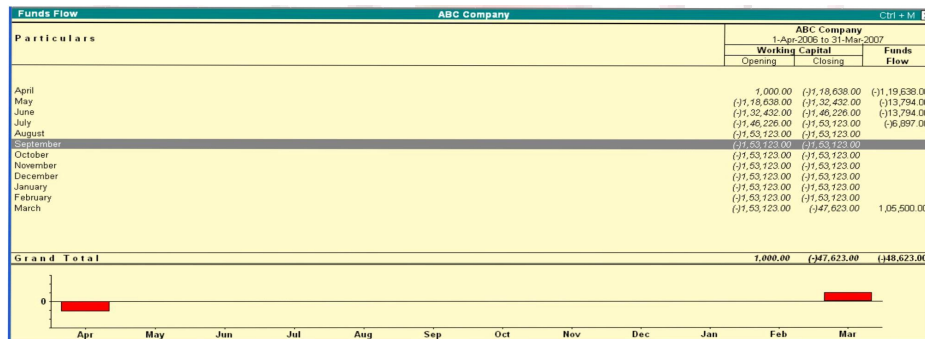 Funds Flow ABC Company Ctrl + M
Particulars ABC Company
1-Apr-2006 to 31-Mar-2007
Working Capital Funds
Opening Closing Flow
April 1,000.00 (-)1,18,638.00 (-)1,19,638.00
May (-)1,18,638.00 (-)1,32,432.00 (-)13,794.00
June (-)1,32,432.00 (-)1,46,226.00 (-)13,794.00
July (-)1,46,226.00 (-)1,53,123.00 (-)6,897.00
August (-)1,53,123.00 (-)1,53,123.00
September (-)1,53,123.00 (-)1,53,123.00
October (-)1,53,123.00 (-)1,53,123.00
November (-)1,53,123.00 (-)1,53,123.00
December (-)1,53,123.00 (-)1,53,123.00
January (-)1,53,123.00 (-)1,53,123.00
February (-)1,53,123.00 (-)1,53,123.00
March (-)1,53,123.00 (-)47,623.00 1,05,500.00
Grand Total 1,000.00 (-)47,623.00 (-)48,623.00
0
Apr May Jun Jul Aug Sep Oct Nov Dec Jan Feb Mar